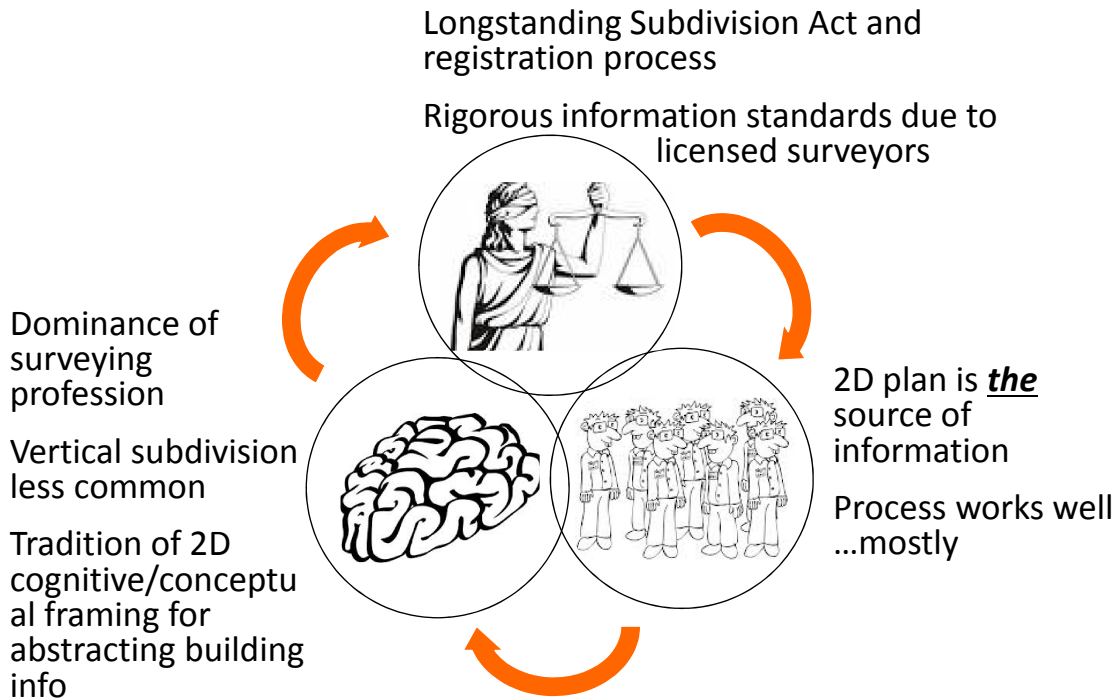 Longstanding Subdivision Act and
registration process
Rigorous information standards due to
licensed surveyors
Dominance of
surveying
profession
Vertical subdivision
less common
Tradition of 2D
cognitive/conceptu
al framing for
abstracting building
info
2D plan is the
source of
information
Process works well
...mostly